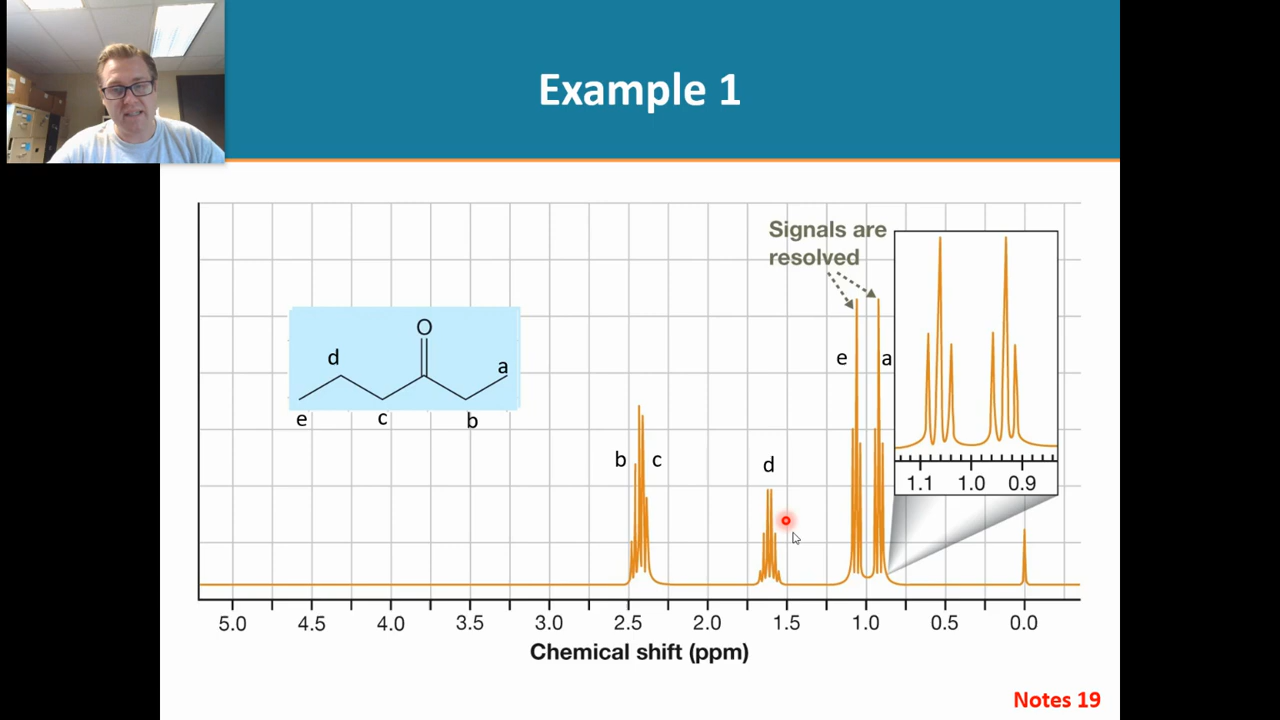 Example 1
Signals are
resolved
O
d
a
e
c
b
e
a
b
c
d
1.1 1.0 0.9
5.0 4.5 4.0 3.5 3.0 2.5 2.0 1.5 1.0 0.5 0.0
Chemical shift (ppm)
Notes 19